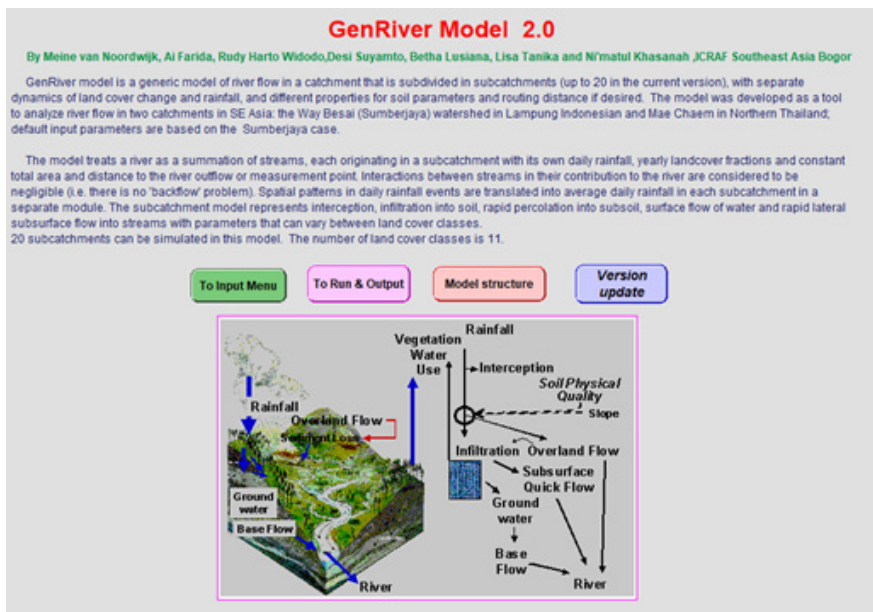 GenRiver Model 2.0
By Meine van Noordwijk, Ai Farida, Rudy Harto Widodo,Desi Suyamto, Betha Lusiana, Lisa Tanika and Ni'matul Khasanah ,ICRAF Southeast Asia Bogor
GenRiver model is a generic model of river flow in a catchment that is subdivided in subcatchments (up to 20 in the current version), with separate
dynamics of land cover change and rainfall, and different properties for soil parameters and routing distance if desired. The model was developed as a tool
to analyze river flow in two catchments in SE Asia: the Way Besai (Sumberjaya) watershed in Lampung Indonesian and Mae Chaem in Northern Thailand;
default input parameters are based on the Sumberjaya case.
The model treats a river as a summation of streams, each originating in a subcatchment with its own daily rainfall, yearly landcover fractions and constant
total area and distance to the river outflow or measurement point. Interactions between streams in their contribution to the river are considered to be
negligible (i.e. there is no 'backflow' problem). Spatial patterns in daily rainfall events are translated into average daily rainfall in each subcatchment in a
separate module. The subcatchment model represents interception, infiltration into soil, rapid percolation into subsoil, surface flow of water and rapid lateral
subsurface flow into streams with parameters that can vary between land cover classes.
20 subcatchments can be simulated in this model. The number of land cover classes is 11.
To Input Menu
To Run & Output
Model structure
Version
update
Rainfall
Overland Flow
Sediment Loss
Ground
water
Base Flow
River
Vegetation
Water
Use
Rainfall
Interception
Soil Physical
Quality
Slope
Infiltration
Overland Flow
Subsurface
Quick Flow
Ground
water
Base
Flow
River